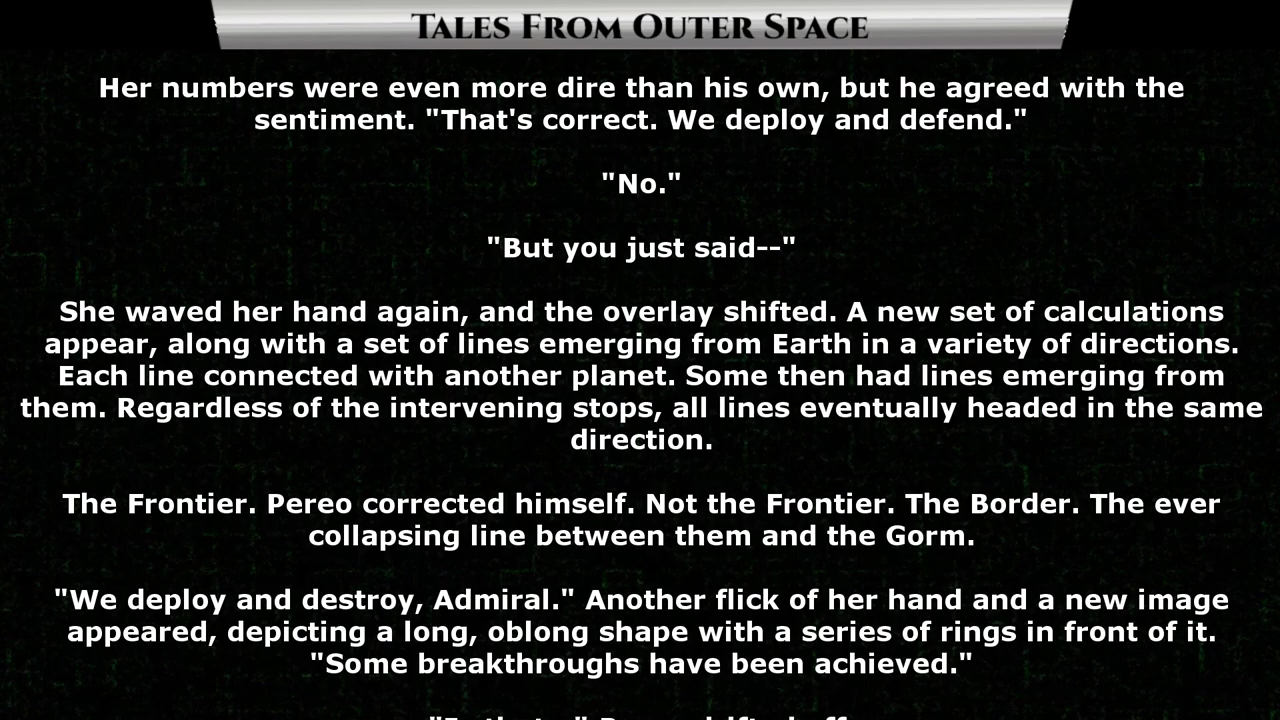 Tales From Outer Space
Her numbers were even more dire than his own, but he agreed with the
sentiment. "That's correct. We deploy and defend."
"No."
"But you just said--"
She waved her hand again, and the overlay shifted. A new set of calculations
appear, along with a set of lines emerging from Earth in a variety of directions.
Each line connected with another planet. Some then had lines emerging from
them. Regardless of the intervening stops, all lines eventually headed in the same
direction.
The Frontier. Pereo corrected himself. Not the Frontier. The Border. The ever
collapsing line between them and the Gorm.
"We deploy and destroy, Admiral." Another flick of her hand and a new image
appeared, depicting a long, oblong shape with a series of rings in front of it.
"Some breakthroughs have been achieved."